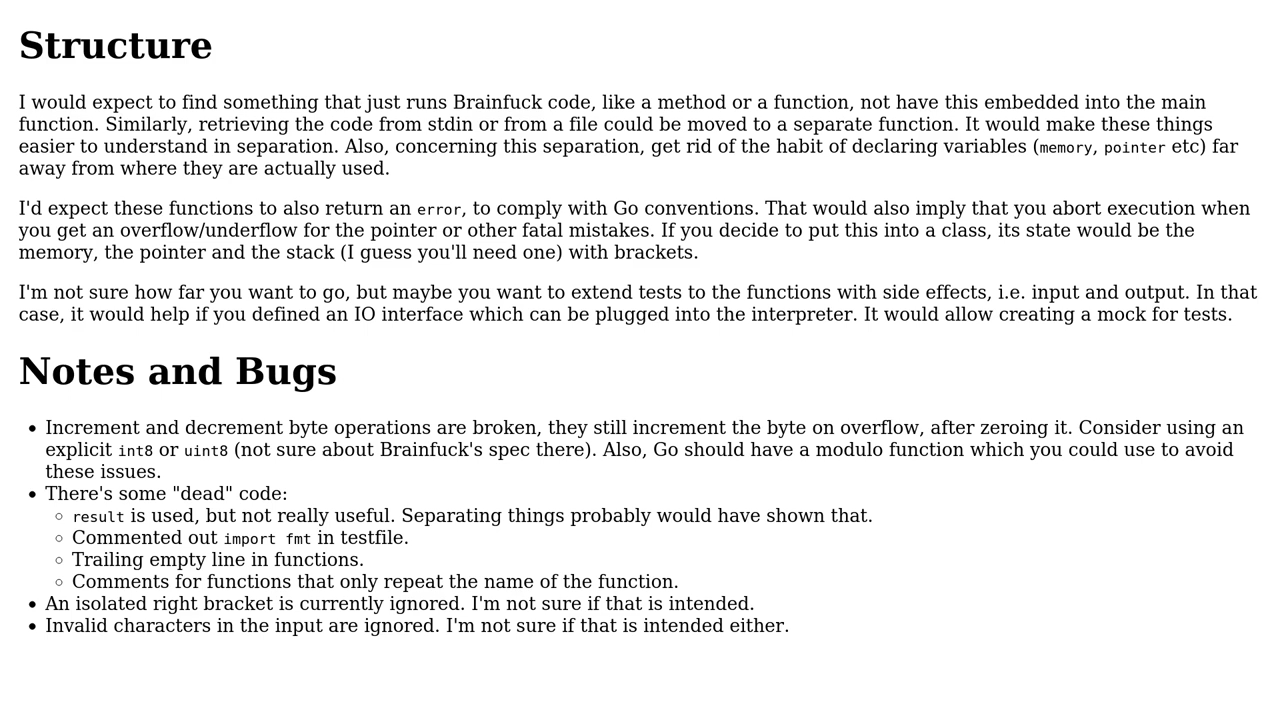 Structure
I would expect to find something that just runs Brainfuck code, like a method or a function, not have this embedded into the main
function. Similarly, retrieving the code from stdin or from a file could be moved to a separate function. It would make these things
easier to understand in separation. Also, concerning this separation, get rid of the habit of declaring variables (memory, pointer etc) far
away from where they are actually used.
I'd expect these functions to also return an error, to comply with Go conventions. That would also imply that you abort execution when
you get an overflow/underflow for the pointer or other fatal mistakes. If you decide to put this into a class, its state would be the
memory, the pointer and the stack (I guess you'll need one) with brackets.
I'm not sure how far you want to go, but maybe you want to extend tests to the functions with side effects, i.e. input and output. In that
case, it would help if you defined an IO interface which can be plugged into the interpreter. It would allow creating a mock for tests.
Notes and Bugs
• Increment and decrement byte operations are broken, they still increment the byte on overflow, after zeroing it. Consider using an
explicit int8 or uint8 (not sure about Brainfuck's spec there). Also, Go should have a modulo function which you could use to avoid
these issues.
• There's some "dead" code:
◦ result is used, but not really useful. Separating things probably would have shown that.
◦ Commented out import fmt in testfile.
◦ Trailing empty line in functions.
◦ Comments for functions that only repeat the name of the function.
• An isolated right bracket is currently ignored. I'm not sure if that is intended.
• Invalid characters in the input are ignored. I'm not sure if that is intended either.